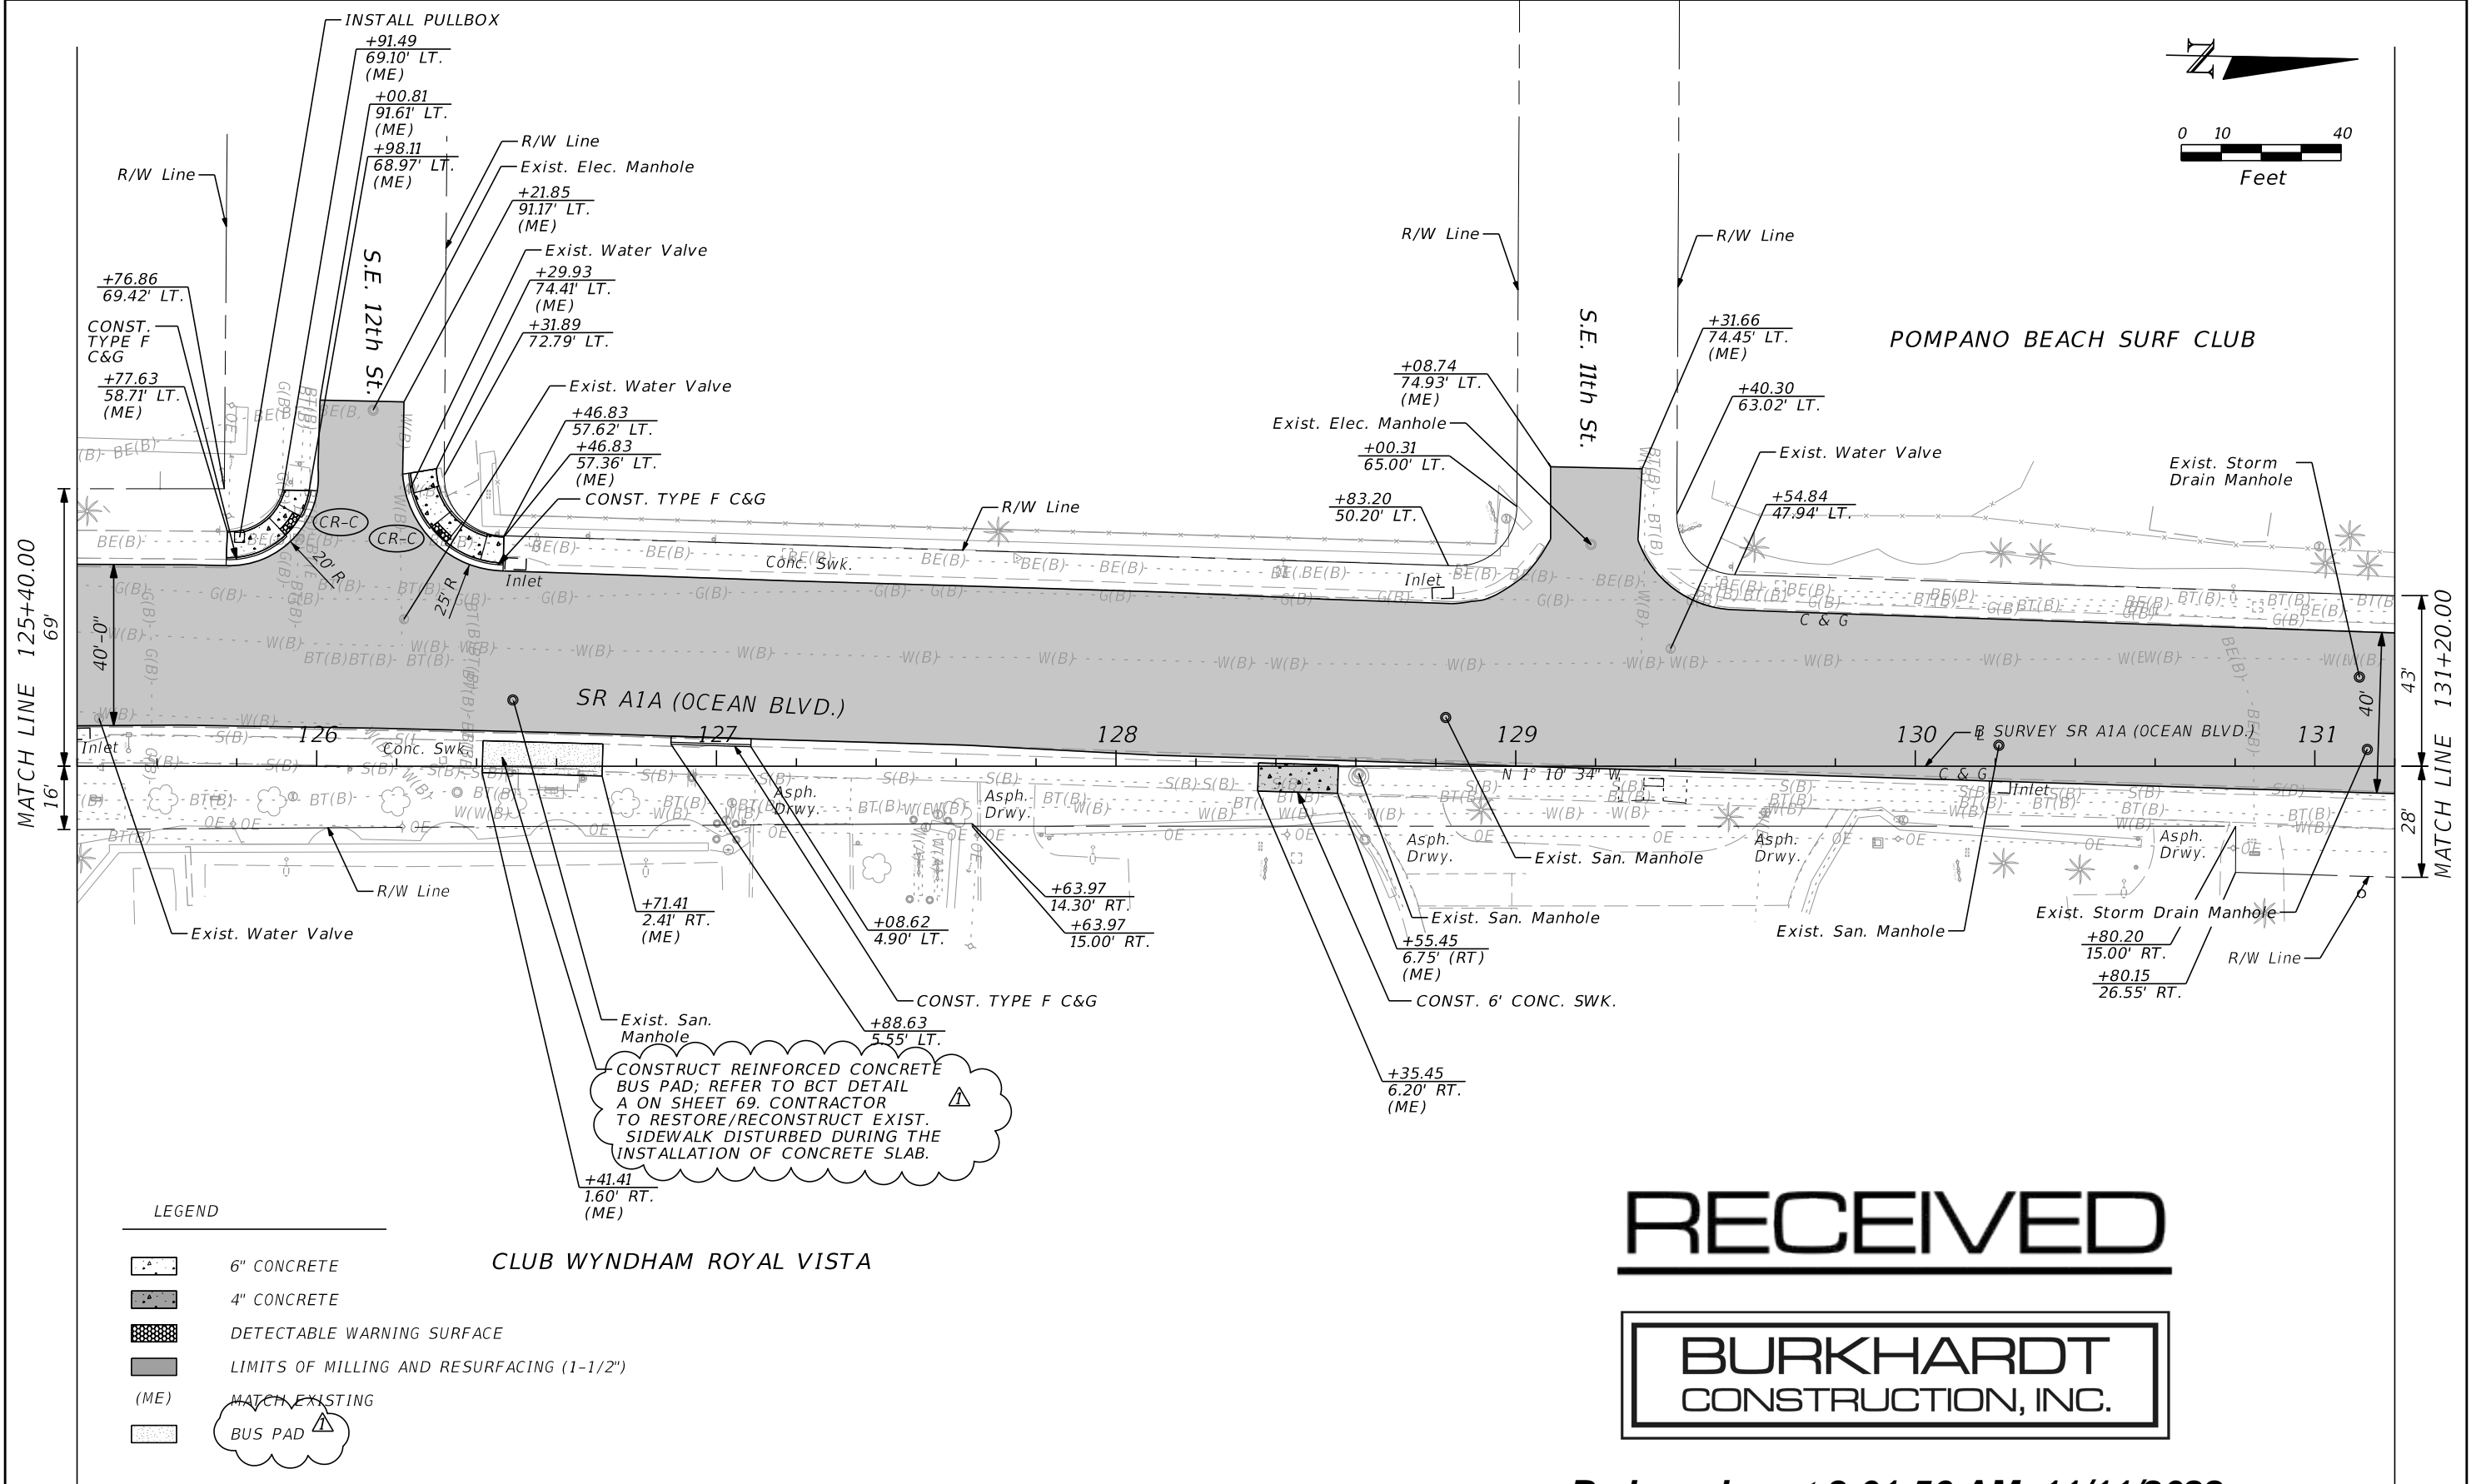 INSTALL PULLBOX
+91.49
69.10' LT.
(ME)
+00.81
91.61' LT.
(ME)
+98.11
68.97' LT.
(ME)
R/W Line
R/W Line
Exist. Elec. Manhole
+21.85
91.17' LT.
(ME)
Exist. Water Valve
+29.93
74.41' LT.
(ME)
+31.89
72.79' LT.
Exist. Water Valve
+46.83
57.62' LT.
+46.83
57.36' LT.
(ME)
CONST. TYPE F C&G
+76.86
69.42' LT.
CONST.
TYPE F
C&G
+77.63
58.71' LT.
(ME)
S.E. 12th St.
CR-C
CR-C
20' R
25' R
Inlet
Conc. Swk.
R/W Line
N
0 10 40
Feet
R/W Line
R/W Line
S.E. 11th St.
+08.74
74.93' LT.
(ME)
Exist. Elec. Manhole
+00.31
65.00' LT.
+83.20
50.20' LT.
Inlet
+31.66
74.45' LT.
(ME)
+40.30
63.02' LT.
Exist. Water Valve
+54.84
47.94' LT.
POMPANO BEACH SURF CLUB
Exist. Storm
Drain Manhole
C & G
MATCH LINE 125+40.00
69'
16'
40'-0"
SR A1A (OCEAN BLVD.)
126
127
128
129
130
131
SURVEY SR A1A (OCEAN BLVD.)
N 1° 10' 34" W
C & G
Inlet
Inlet
Conc. Swk.
MATCH LINE 131+20.00
43'
28'
40'
Asph.
Drwy.
Asph.
Drwy.
Asph.
Drwy.
Asph.
Drwy.
Asph.
Drwy.
R/W Line
Exist. Water Valve
+71.41
2.41' RT.
(ME)
+08.62
4.90' LT.
+63.97
14.30' RT.
+63.97
15.00' RT.
Exist. San. Manhole
Exist. San. Manhole
+55.45
6.75' (RT)
(ME)
CONST. 6' CONC. SWK.
+35.45
6.20' RT.
(ME)
Exist. San. Manhole
Exist. Storm Drain Manhole
+80.20
15.00' RT.
+80.15
26.55' RT.
R/W Line
CONST. TYPE F C&G
+88.63
5.55' LT.
Exist. San.
Manhole
CONSTRUCT REINFORCED CONCRETE
BUS PAD; REFER TO BCT DETAIL
A ON SHEET 69. CONTRACTOR
TO RESTORE/RECONSTRUCT EXIST.
SIDEWALK DISTURBED DURING THE
INSTALLATION OF CONCRETE SLAB.
1
+41.41
1.60' RT.
(ME)
CLUB WYNDHAM ROYAL VISTA
LEGEND
6" CONCRETE
4" CONCRETE
DETECTABLE WARNING SURFACE
LIMITS OF MILLING AND RESURFACING (1-1/2")
(ME) MATCH EXISTING
BUS PAD 1
RECEIVED
BURKHARDT
CONSTRUCTION, INC.